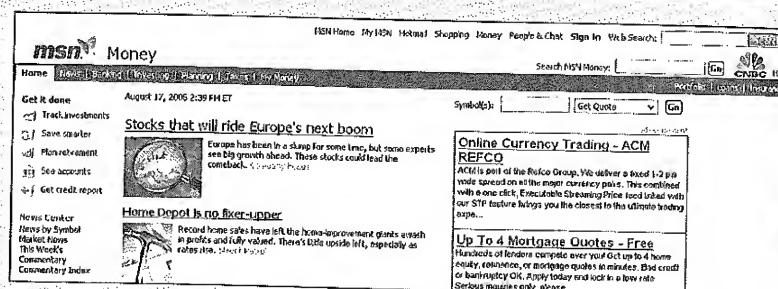 MSN Home My MSN Hotmail Shopping Money People & Chat Sign In Web Search:
msn Money
Search MSN Money: Go
CNBC
Home News Banking Investing Planning Taxes My Money
Portfolio Loans Insurance
Get it done
Track investments
Save smarter
Plan retirement
See accounts
Get credit report
News Center
News by Symbol
Market News
This Week's
Commentary
Commentary Index
August 17, 2005 2:39 PM ET
Stocks that will ride Europe's next boom
Europe has been in a slump for some time, but some experts
see big growth ahead. These stocks could lead the
comeback.
Home Depot is no fixer-upper
Record home sales have left the home-improvement giants awash
in profits and fully valued. There's little upside left, especially as
rates rise.
Symbol(s): Get Quote Go
advertisement
Online Currency Trading - ACM
REFCO
ACM is part of the Refco Group. We deliver a fixed 1-2 pip
wide spread on all the major currency pairs. This combined
with a one click, Executable Streaming Price feed linked with
our STP feature brings you the closest to the ultimate trading
expe...
Up To 4 Mortgage Quotes - Free
Hundreds of lenders compete over you! Get up to 4 home
equity, refinance, or mortgage quotes in minutes. Bad credit
or bankruptcy OK. Apply today and lock in a low rate
Serious inquiries only, please.